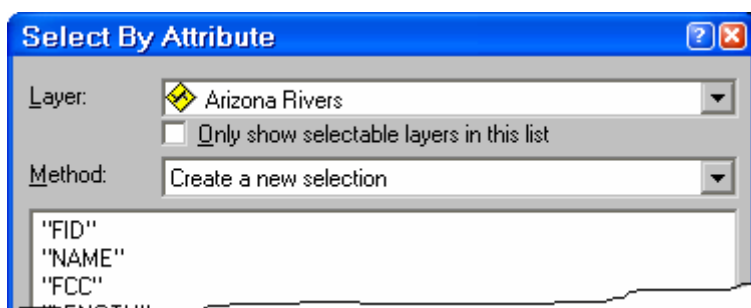 Select By Attribute
Layer: Arizona Rivers
Only show selectable layers in this list
Method: Create a new selection
"FID"
"NAME"
"FCC"